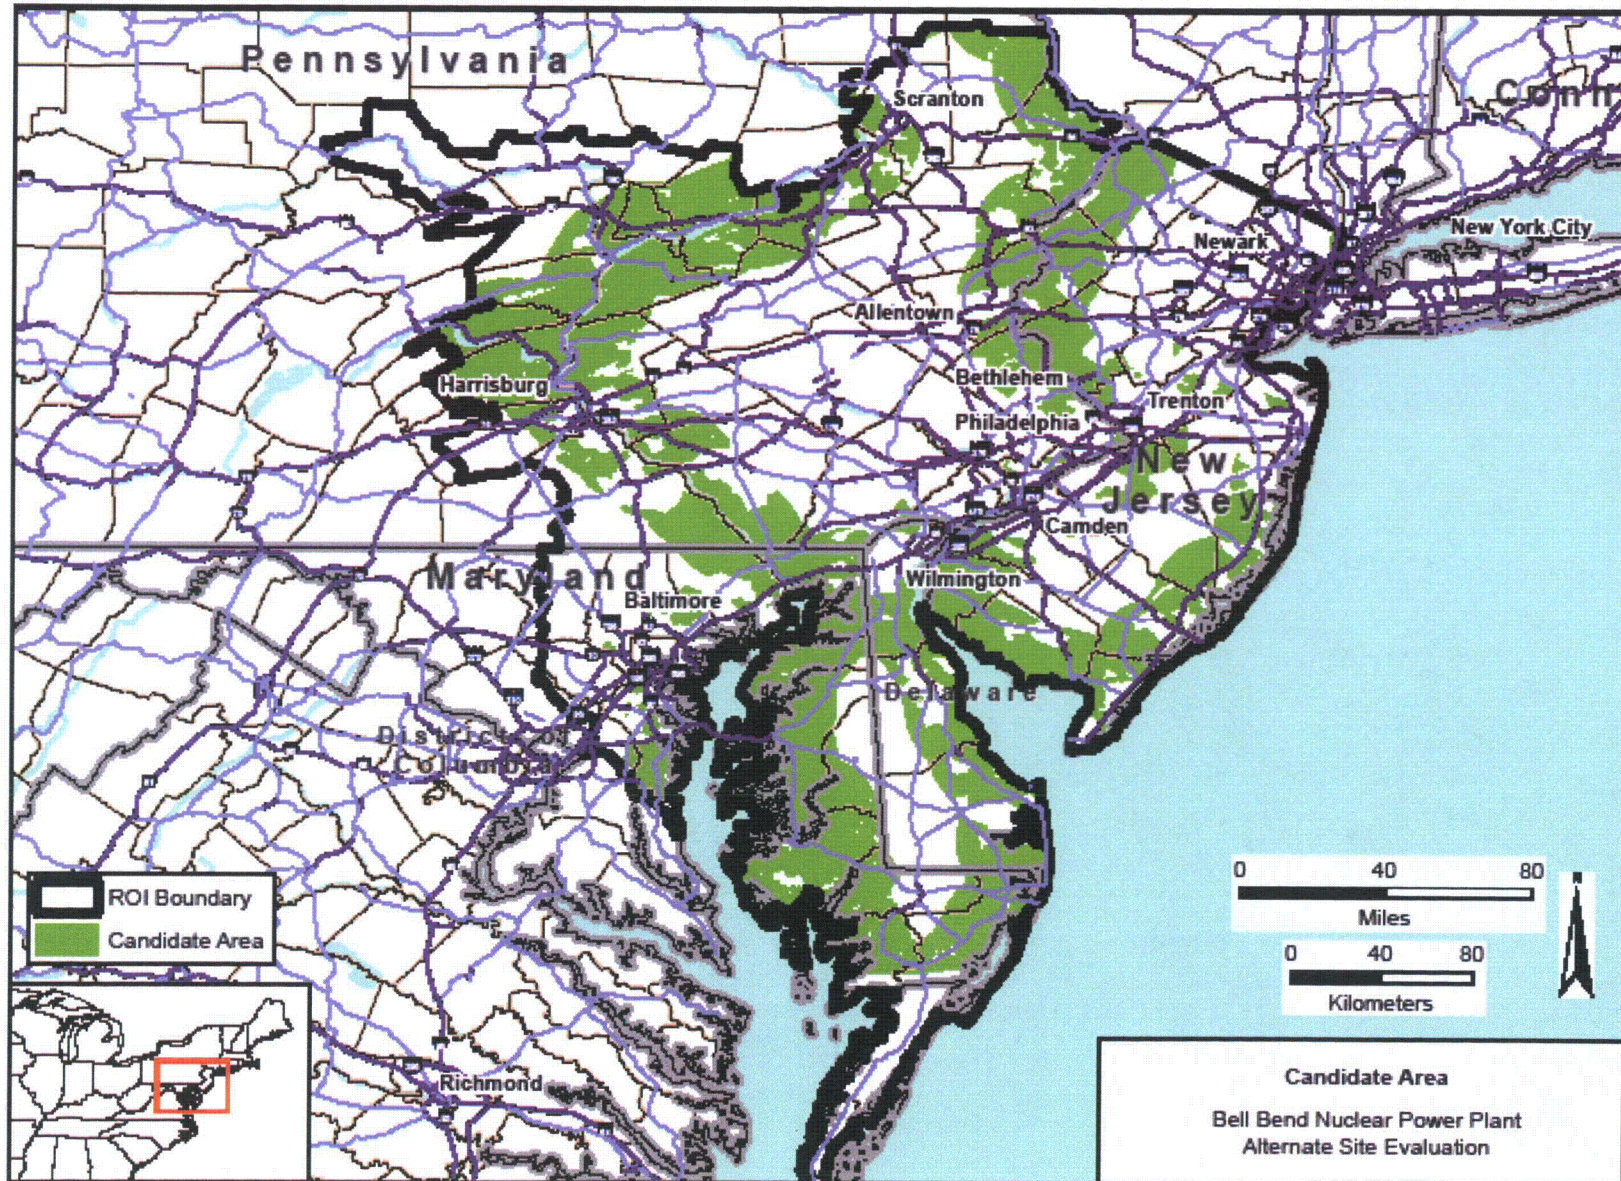 Pennsylvania
Conn
Scranton
New York City
Newark
Allentown
Harrisburg
Bethlehem
Trenton
Philadelphia
New
Jersey
Camden
Maryland
Wilmington
Baltimore
Delaware
District of
Columbia
ROI Boundary
Candidate Area
0 40 80
Miles
0 40 80
Kilometers
N
Richmond
Candidate Area
Bell Bend Nuclear Power Plant
Alternate Site Evaluation